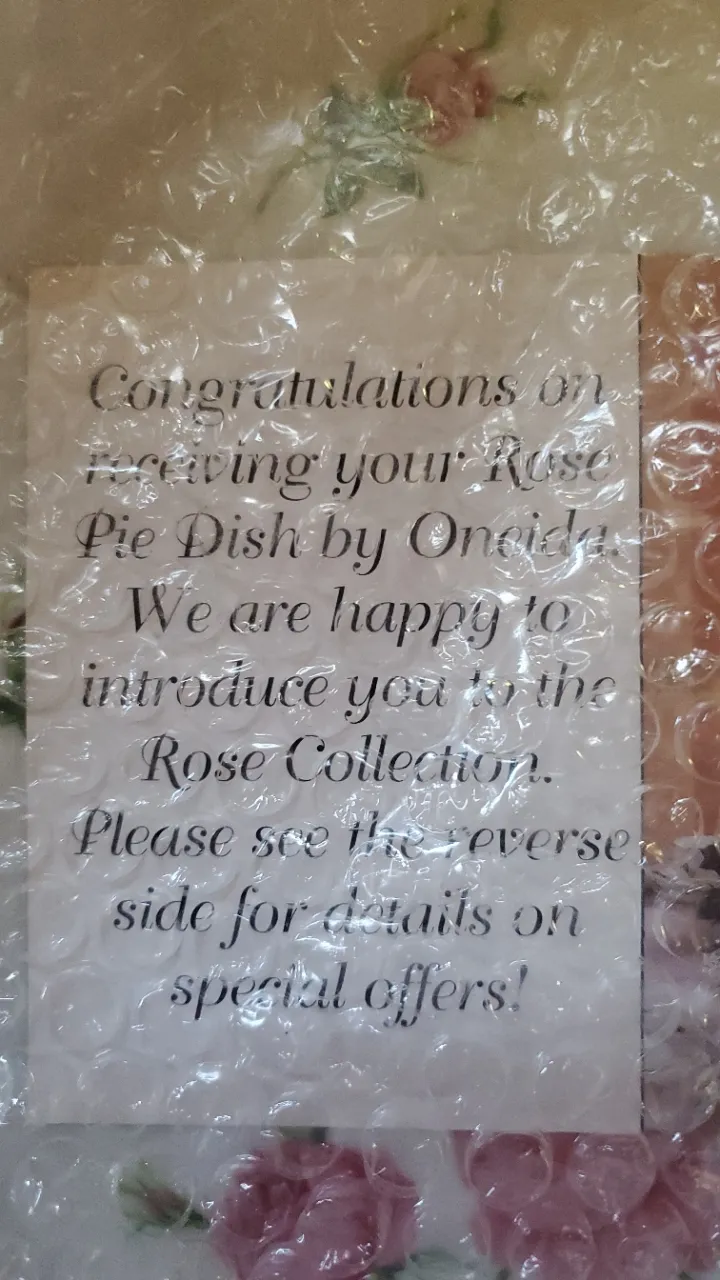 Congratulations on
receiving your Rose
Pie Dish by Oneida.
We are happy to
introduce you to the
Rose Collection.
Please see the reverse
side for details on
special offers!